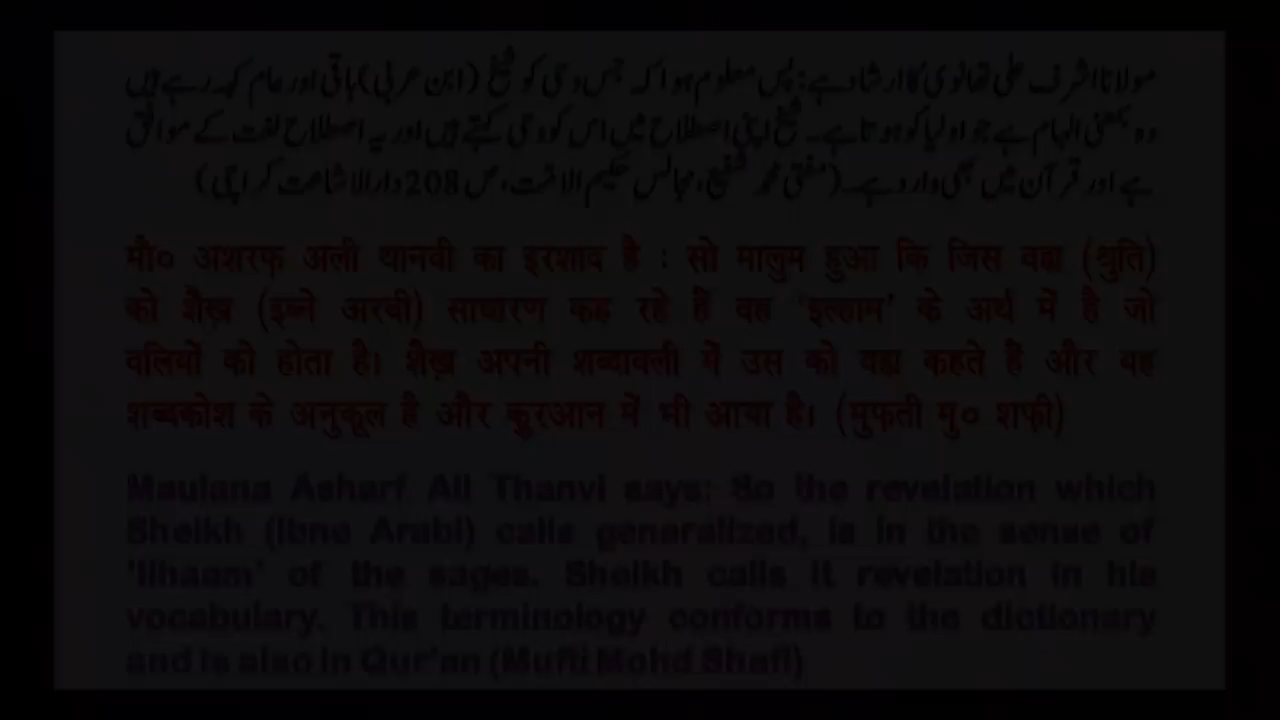 مولانا اشرف علی تھانوی کا ارشاد ہے: پس معلوم ہوا کہ جس وحی کو شیخ (ابن عربی) باقی اور عام کہہ رہے ہیں
وہ بمعنی الہام ہے جو اولیا کو ہوتا ہے۔ شیخ اپنی اصطلاح میں اس کو وحی کہتے ہیں اور یہ اصطلاح لغت کے موافق
ہے اور قرآن میں بھی وارد ہے۔ (مفتی محمد شفیع، مجالس حکیم الامت، ص 208 دارالاشاعت کراچی)
मौ० अशरफ़ अली थानवी का इरशाद है : सो मालुम हुआ कि जिस वह्य (श्रुति)
को शैख़ (इब्ने अरबी) साधारण कह रहे हैं वह 'इल्हाम' के अर्थ में है जो
वलियों को होता है। शैख़ अपनी शब्दावली में उस को वह्य कहते हैं और यह
शब्दकोश के अनुकूल है और क़ुरआन में भी आया है। (मुफ़ती मु० शफ़ी)
Maulana Asharf Ali Thanvi says: So the revelation which
Sheikh (Ibne Arabi) calls generalized, is in the sense of
'Ilhaam' of the sages. Sheikh calls it revelation in his
vocabulary. This terminology conforms to the dictionary
and is also in Qur'an (Mufti Mohd Shafi)